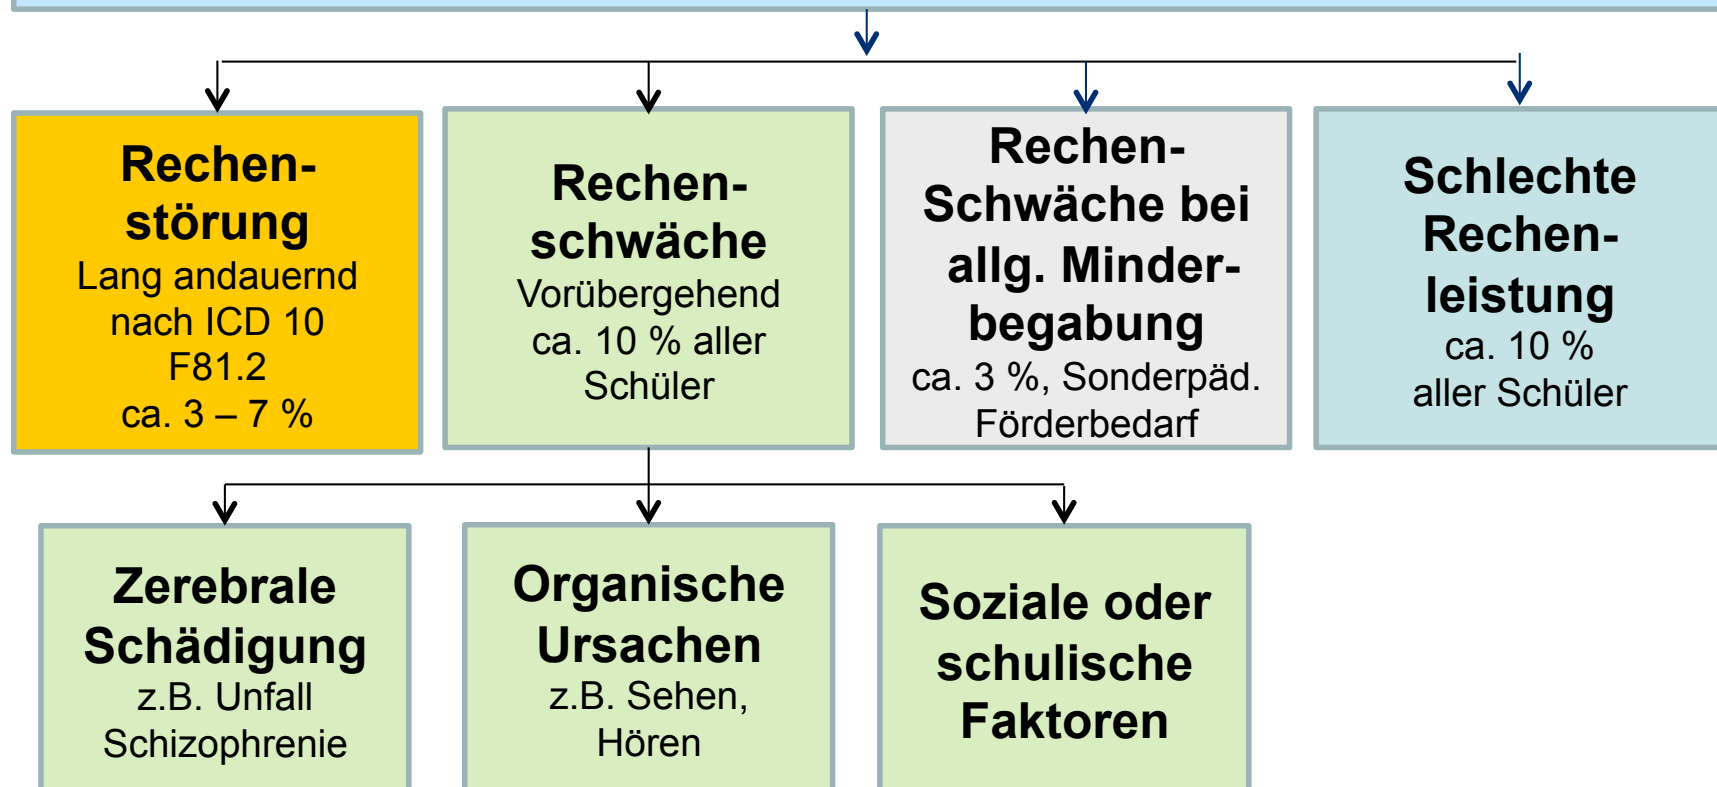 Rechen-
störung
Lang andauernd
nach ICD 10
F81.2
ca. 3 – 7 %
Rechen-
schwäche
Vorübergehend
ca. 10 % aller
Schüler
Rechen-
Schwäche bei
allg. Minder-
begabung
ca. 3 %, Sonderpäd.
Förderbedarf
Schlechte
Rechen-
leistung
ca. 10 %
aller Schüler
Zerebrale
Schädigung
z.B. Unfall
Schizophrenie
Organische
Ursachen
z.B. Sehen,
Hören
Soziale oder
schulische
Faktoren